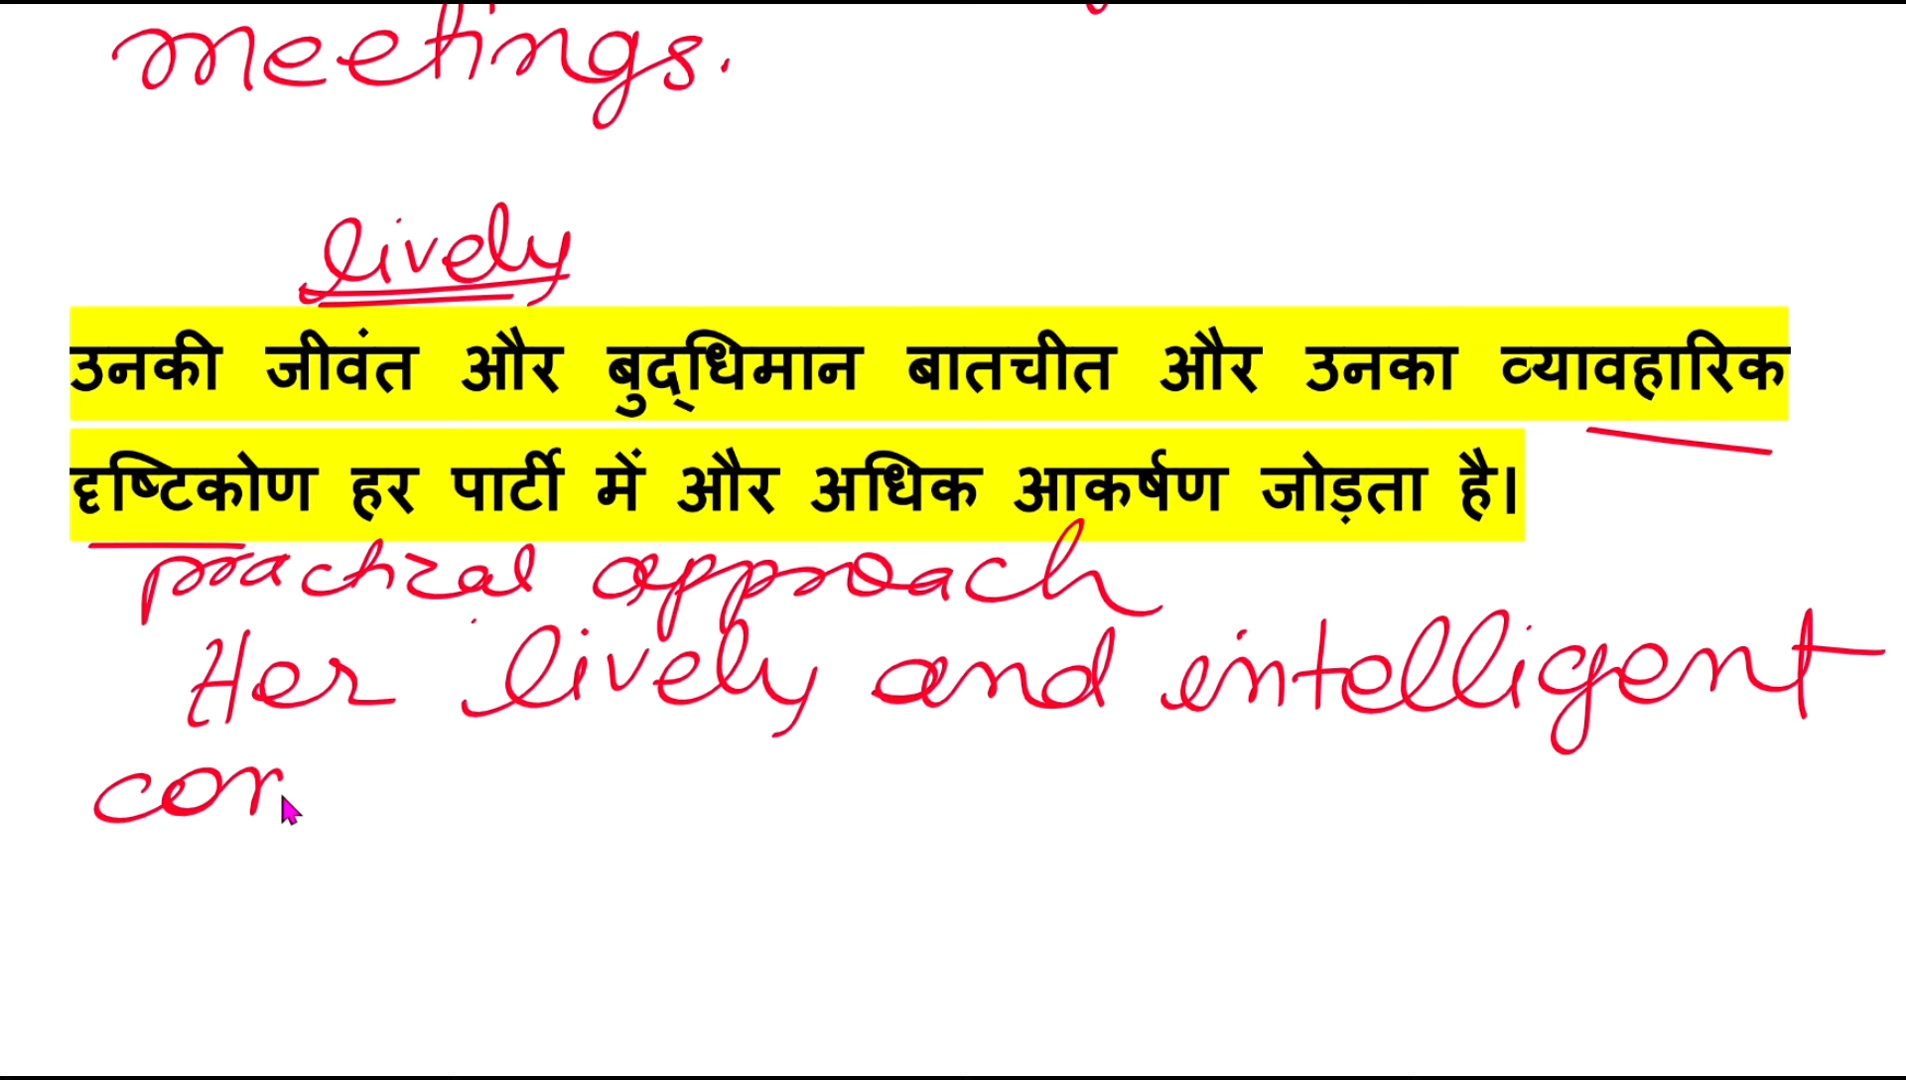 meetings.
lively
उनकी जीवंत और बुद्धिमान बातचीत और उनका व्यावहारिक
दृष्टिकोण हर पार्टी में और अधिक आकर्षण जोड़ता है।
practical approach
Her lively and intelligent
con